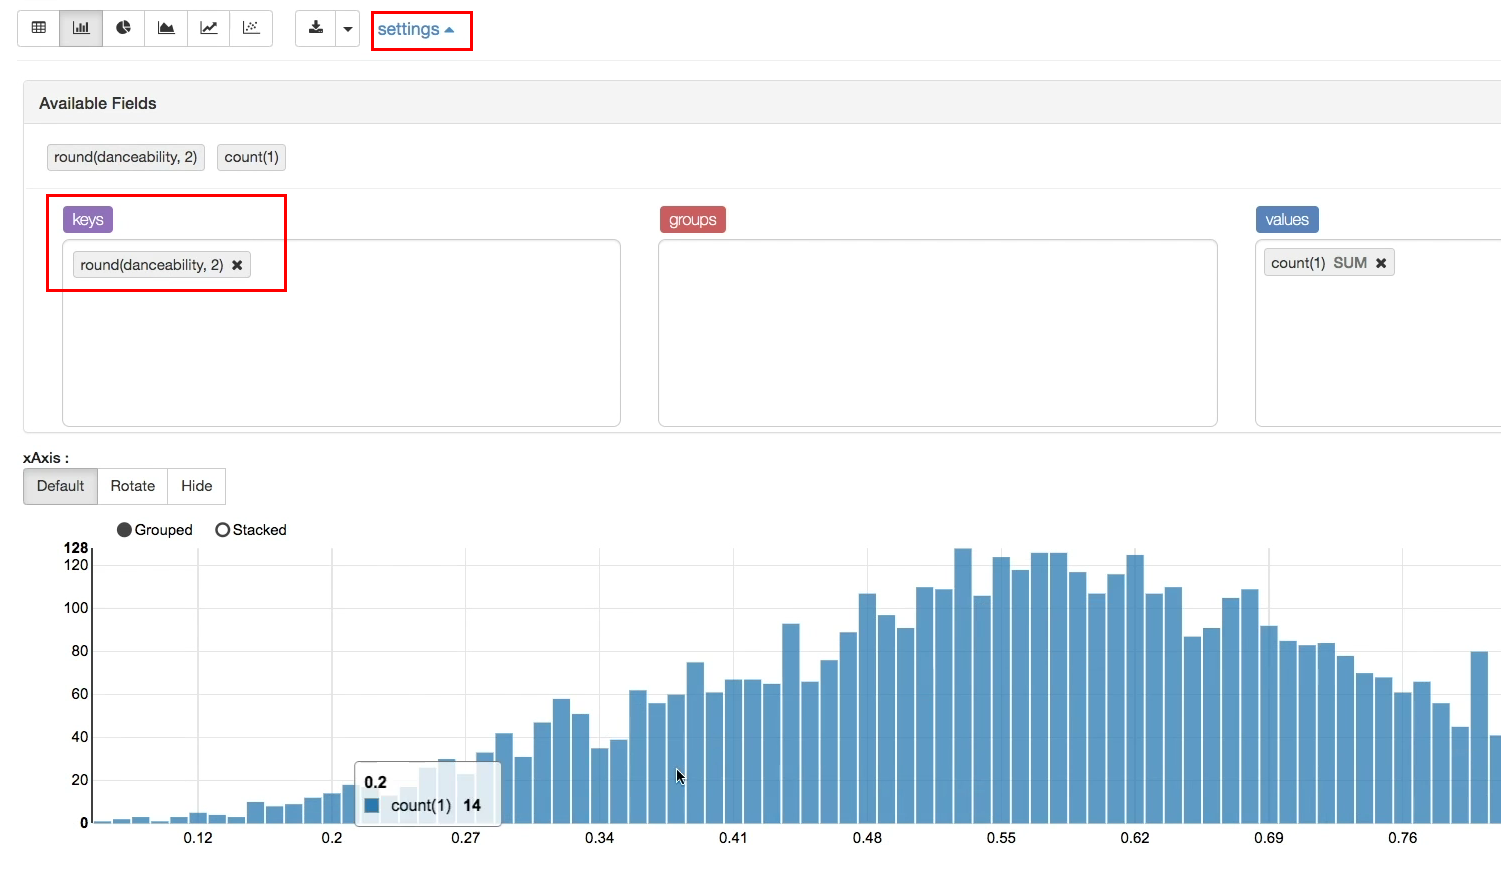 settings
Available Fields
round(danceability, 2) count(1)
keys groups values
round(danceability, 2) ✖ count(1) SUM ✖
xAxis :
Default Rotate Hide
Grouped Stacked
128
120
100
80
60
40
20
0
0.2
count(1) 14
0.12 0.2 0.27 0.34 0.41 0.48 0.55 0.62 0.69 0.76